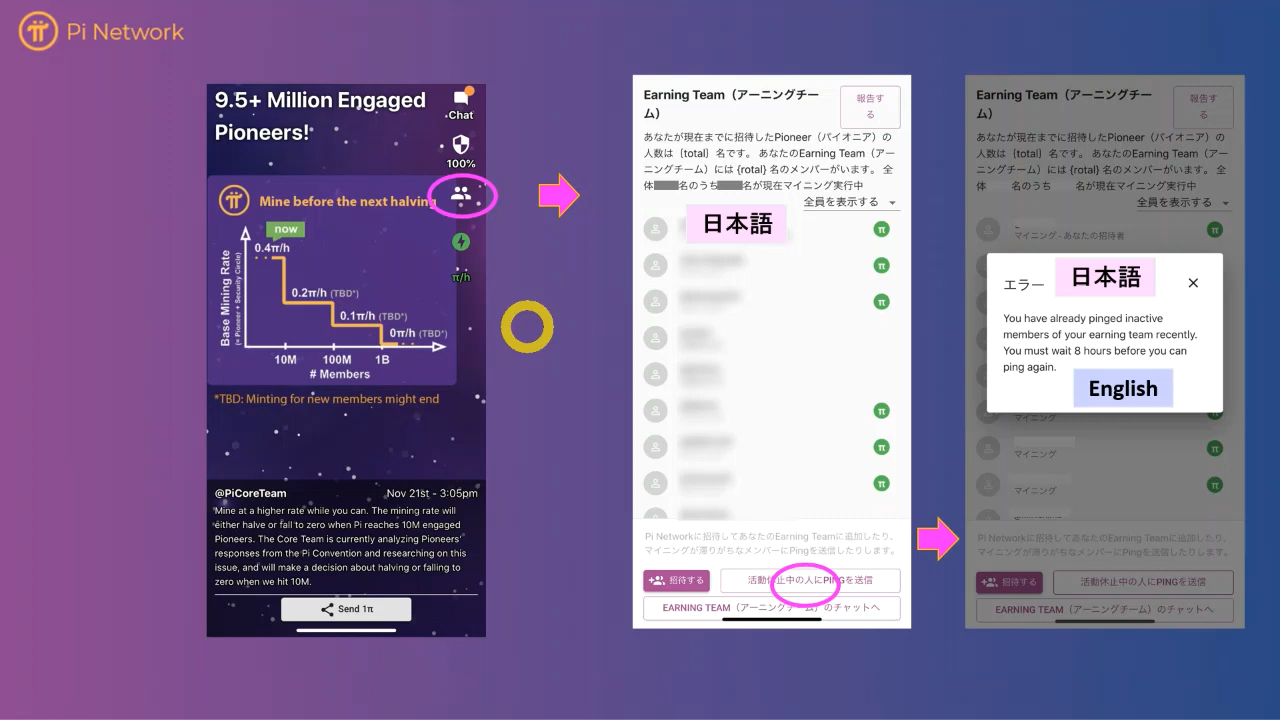 Pi Network
9.5+ Million Engaged
Pioneers!
Chat
100%
Mine before the next halving
now
0.4π/h
π/h
0.2π/h (TBD*)
0.1π/h (TBD*)
0π/h (TBD*)
Base Mining Rate
(= Pioneer + Security Circle)
10M 100M 1B
# Members
*TBD: Minting for new members might end
@PiCoreTeam Nov 21st - 3:05pm
Mine at a higher rate while you can. The mining rate will
either halve or fall to zero when Pi reaches 10M engaged
Pioneers. The Core Team is currently analyzing Pioneers'
responses from the Pi Convention and researching on this
issue, and will make a decision about halving or falling to
zero when we hit 10M.
Send 1π
Earning Team（アーニングチー
ム）
報告す
る
あなたが現在までに招待したPioneer（パイオニア）の
人数は｛total｝名です。 あなたのEarning Team（アー
ニングチーム）には {rotal} 名のメンバーがいます。 全
体 名のうち 名が現在マイニング実行中
全員を表示する
日本語
π
π
π
π
π
π
Pi Networkに招待してあなたのEarning Teamに追加したり、
マイニングが滞りがちなメンバーにPingを送信したりします。
招待する
活動休止中の人にPINGを送信
EARNING TEAM（アーニングチーム）のチャットへ
Earning Team（アーニングチー
ム）
報告す
る
あなたが現在までに招待したPioneer（パイオニア）の
人数は｛total｝名です。 あなたのEarning Team（アー
ニングチーム）には {rotal} 名のメンバーがいます。 全
体 名のうち 名が現在マイニング実行中
全員を表示する
マイニング - あなたの招待者
π
エラー
日本語
You have already pinged inactive
members of your earning team recently.
You must wait 8 hours before you can
ping again.
English
マイニング
マイニング
π
マイニング
π
Pi Networkに招待してあなたのEarning Teamに追加したり、
マイニングが滞りがちなメンバーにPingを送信したりします。
招待する
活動休止中の人にPINGを送信
EARNING TEAM（アーニングチーム）のチャットへ